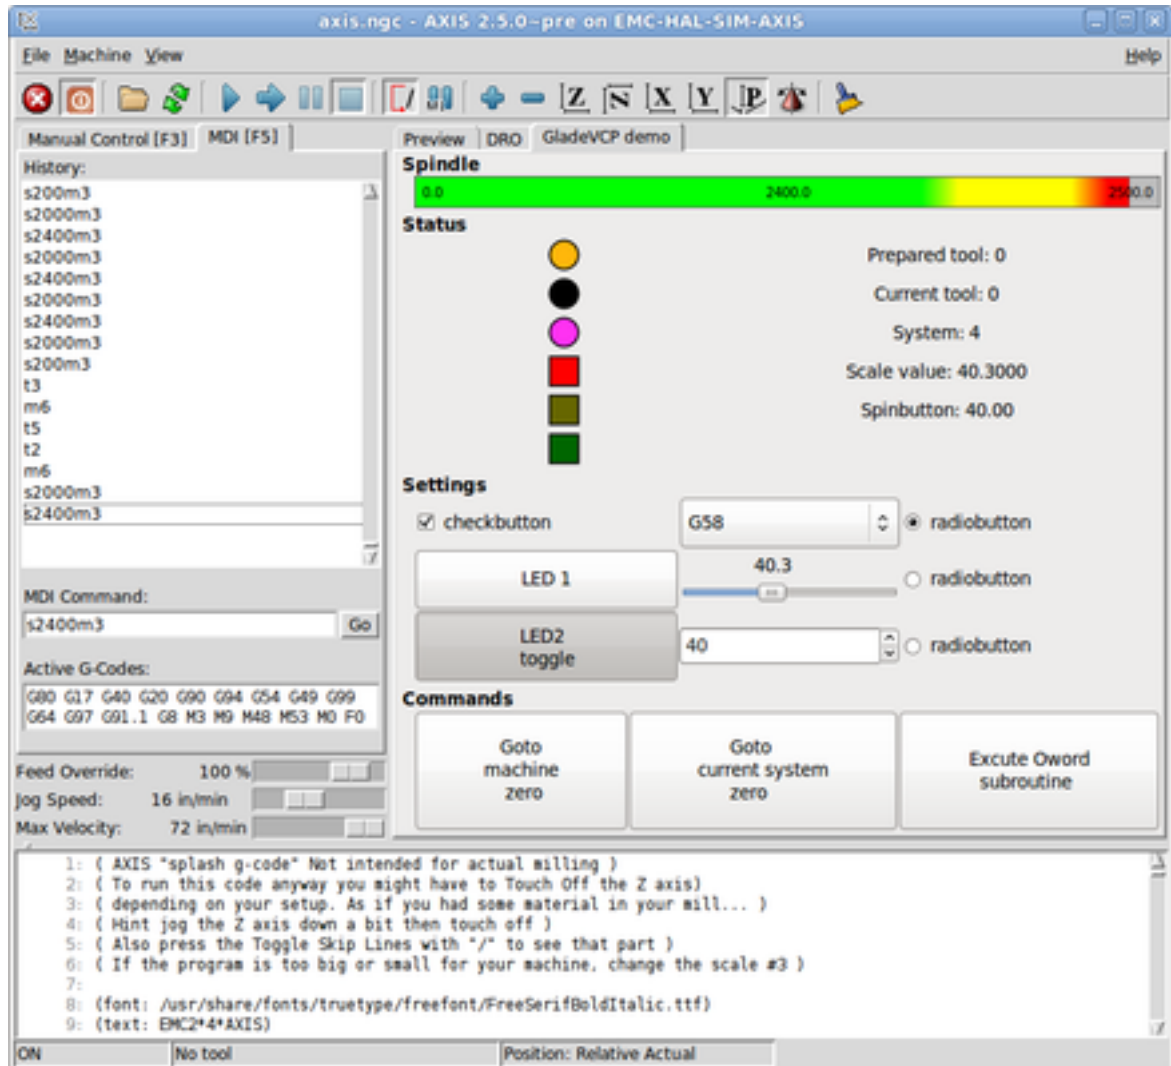 axis.ngc - AXIS 2.5.0~pre on EMC-HAL-SIM-AXIS
File Machine View Help
Z N X Y P
Manual Control [F3] MDI [F5]
Preview DRO GladeVCP demo
History:
s200m3
s2000m3
s2400m3
s2000m3
s2400m3
s2000m3
s2400m3
s2000m3
s200m3
t3
m6
t5
t2
m6
s2000m3
s2400m3
MDI Command:
s2400m3 Go
Active G-Codes:
G80 G17 G40 G20 G90 G94 G54 G49 G99
G64 G97 G91.1 G8 M3 M9 M48 M53 M0 F0
Feed Override: 100 %
Jog Speed: 16 in/min
Max Velocity: 72 in/min
Spindle
0.0 2400.0 2500.0
Status
Prepared tool: 0
Current tool: 0
System: 4
Scale value: 40.3000
Spinbutton: 40.00
Settings
checkbutton G58 radiobutton
LED 1 40.3 radiobutton
LED2
toggle 40 radiobutton
Commands
Goto
machine
zero
Goto
current system
zero
Excute Oword
subroutine
1: ( AXIS "splash g-code" Not intended for actual milling )
2: ( To run this code anyway you might have to Touch Off the Z axis)
3: ( depending on your setup. As if you had some material in your mill... )
4: ( Hint jog the Z axis down a bit then touch off )
5: ( Also press the Toggle Skip Lines with "/" to see that part )
6: ( If the program is too big or small for your machine, change the scale #3 )
7:
8: (font: /usr/share/fonts/truetype/freefont/FreeSerifBoldItalic.ttf)
9: (text: EMC2*4*AXIS)
ON No tool Position: Relative Actual